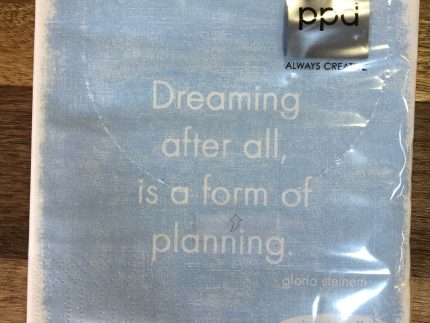 ppd
ALWAYS CREATIVE
Dreaming
after all,
is a form of
planning.
gloria steinem